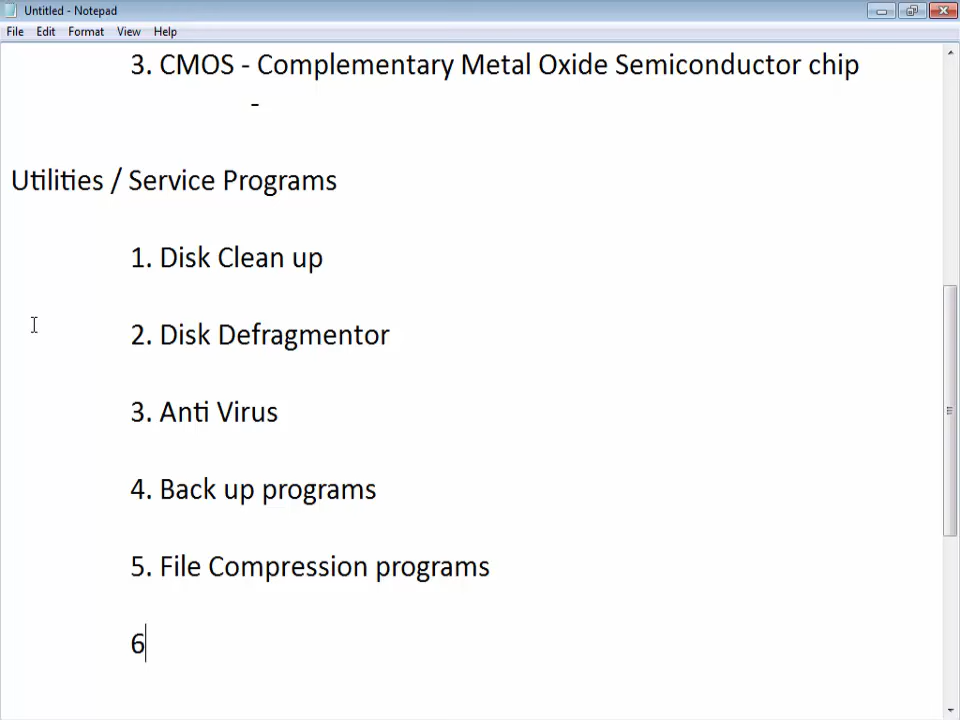 Untitled - Notepad
File Edit Format View Help
3. CMOS - Complementary Metal Oxide Semiconductor chip
-
Utilities / Service Programs
1. Disk Clean up
2. Disk Defragmentor
3. Anti Virus
4. Back up programs
5. File Compression programs
6